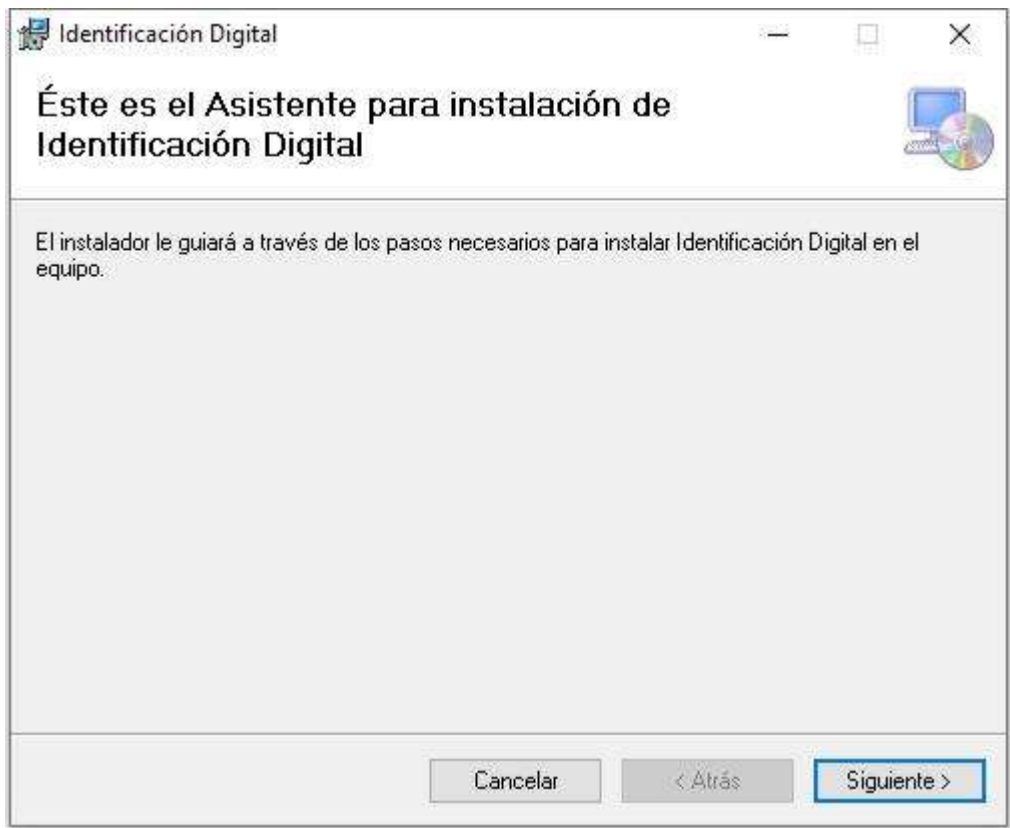 Identificación Digital
Éste es el Asistente para instalación de
Identificación Digital
El instalador le guiará a través de los pasos necesarios para instalar Identificación Digital en el
equipo.
Cancelar
< Atrás
Siguiente >